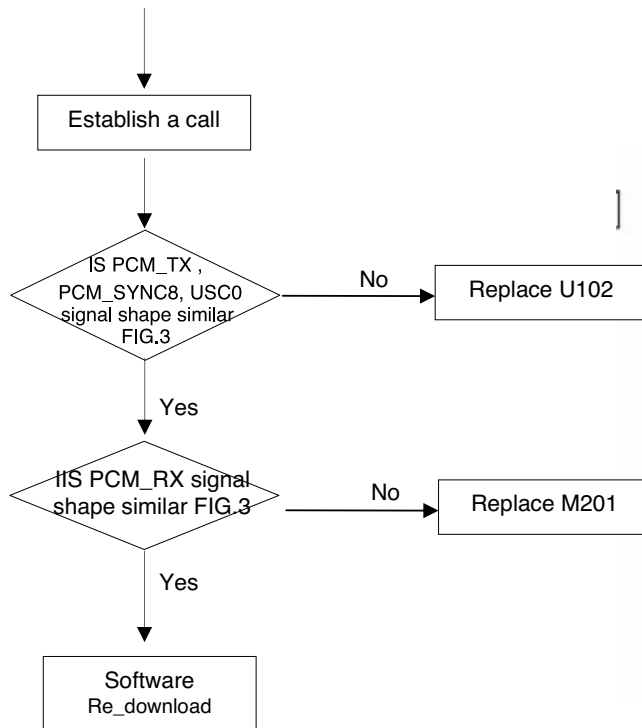 Establish a call
]
IS PCM_TX ,
PCM_SYNC8, USC0
signal shape similar
FIG.3
No
Replace U102
Yes
IIS PCM_RX signal
shape similar FIG.3
No
Replace M201
Yes
Software
Re_download